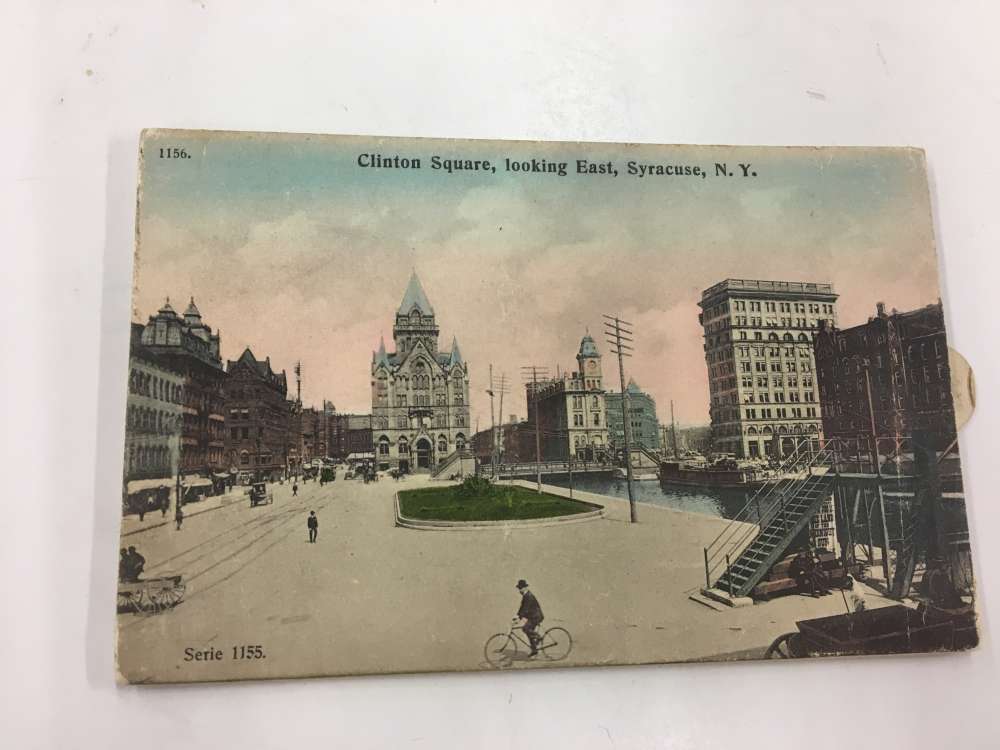 1156.
Clinton Square, looking East, Syracuse, N. Y.
Serie 1155.